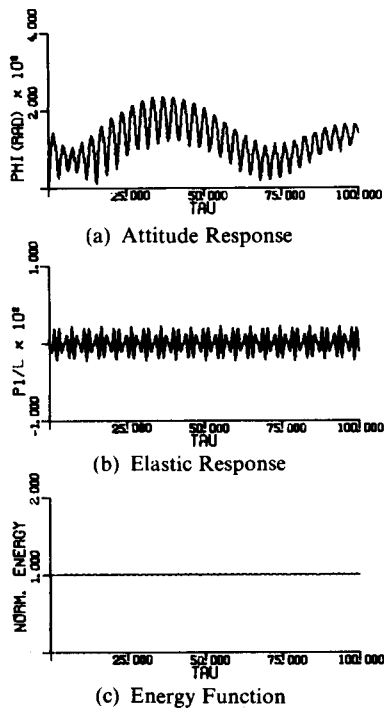 4.000
2.000
PHI(RAD) × 10²
25.000 50.000 75.000 100.000
TAU
(a) Attitude Response
1.000
-1.000
P1/L × 10²
25.000 50.000 75.000 100.000
TAU
(b) Elastic Response
2.000
1.000
NORM. ENERGY
25.000 50.000 75.000 100.000
TAU
(c) Energy Function